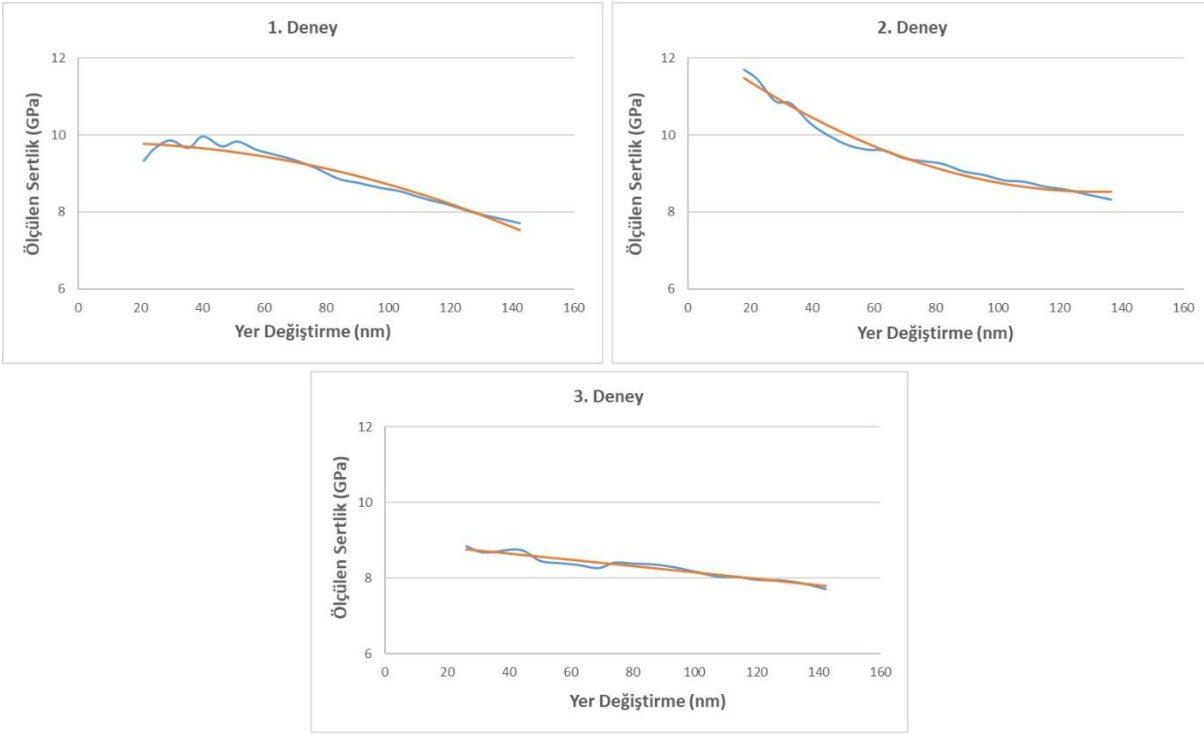 1. Deney
12
10
8
6
0 20 40 60 80 100 120 140 160
Ölçülen Sertlik (GPa)
Yer Değiştirme (nm)
2. Deney
12
10
8
6
0 20 40 60 80 100 120 140 160
Ölçülen Sertlik (GPa)
Yer Değiştirme (nm)
3. Deney
12
10
8
6
0 20 40 60 80 100 120 140 160
Ölçülen Sertlik (GPa)
Yer Değiştirme (nm)